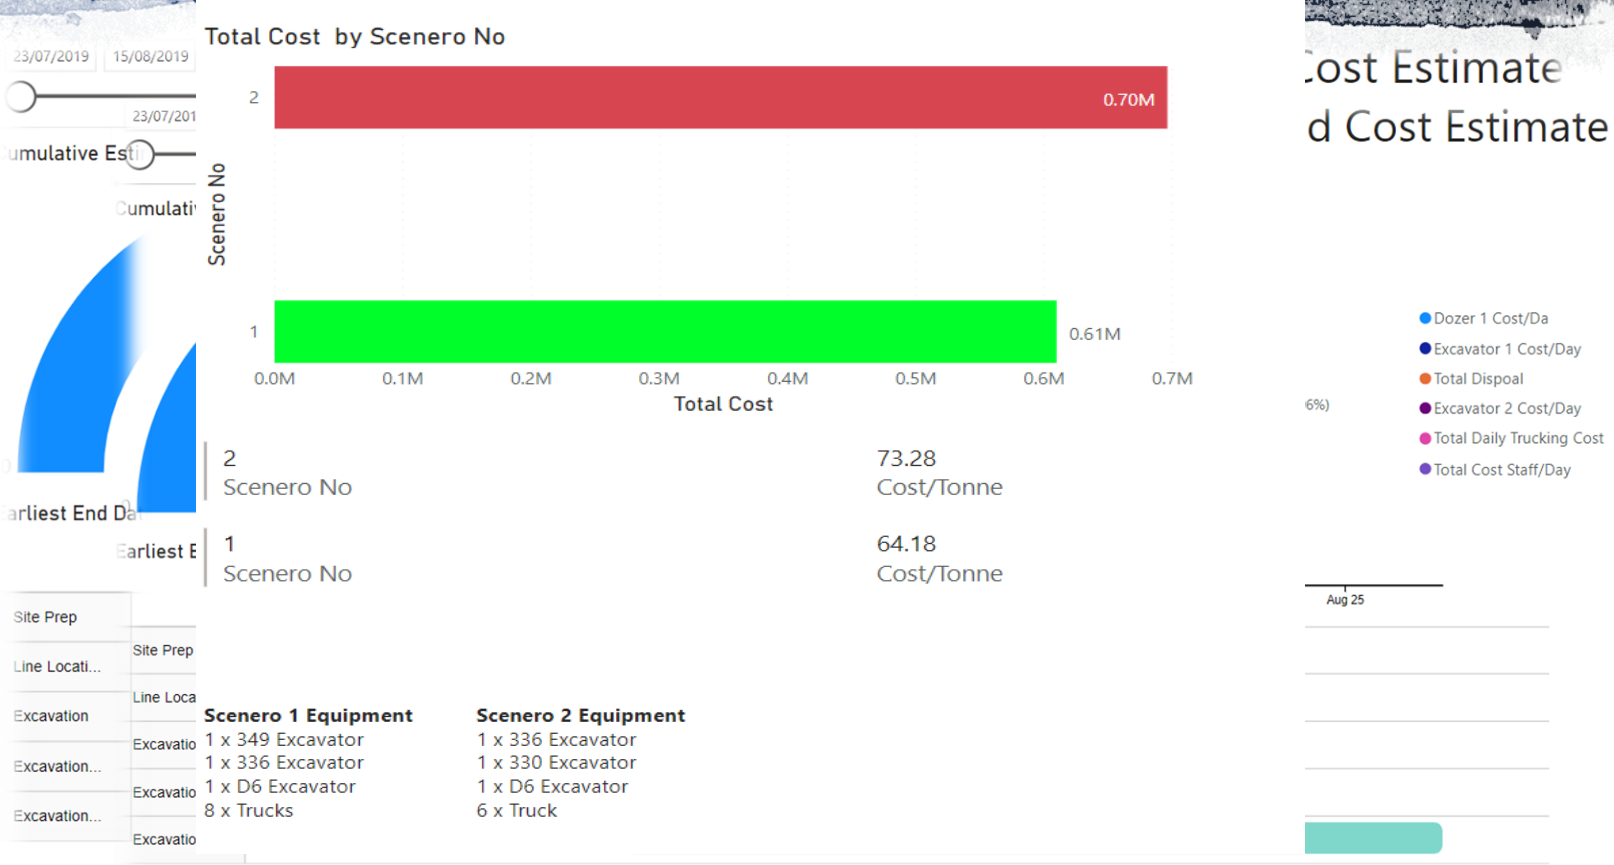 23/07/2019 15/08/2019
23/07/201
umulative Esti
Cumulati
0
0
arliest End Da
Earliest E
Site Prep
Line Locati...
Excavation
Excavation...
Excavation...
Site Prep
Line Loca
Excavatio
Excavatio
Excavatio
Total Cost by Scenero No
Scenero No
2
0.70M
1
0.61M
0.0M 0.1M 0.2M 0.3M 0.4M 0.5M 0.6M 0.7M
Total Cost
2 73.28
Scenero No Cost/Tonne
1 64.18
Scenero No Cost/Tonne
Scenero 1 Equipment
1 x 349 Excavator
1 x 336 Excavator
1 x D6 Excavator
8 x Trucks
Scenero 2 Equipment
1 x 336 Excavator
1 x 330 Excavator
1 x D6 Excavator
6 x Truck
Cost Estimate
d Cost Estimate
Dozer 1 Cost/Da
Excavator 1 Cost/Day
Total Dispoal
Excavator 2 Cost/Day
Total Daily Trucking Cost
Total Cost Staff/Day
6%)
Aug 25